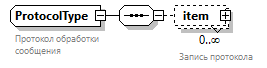 ProtocolType
item
0..∞
Протокол обработки
сообщения
Запись протокола